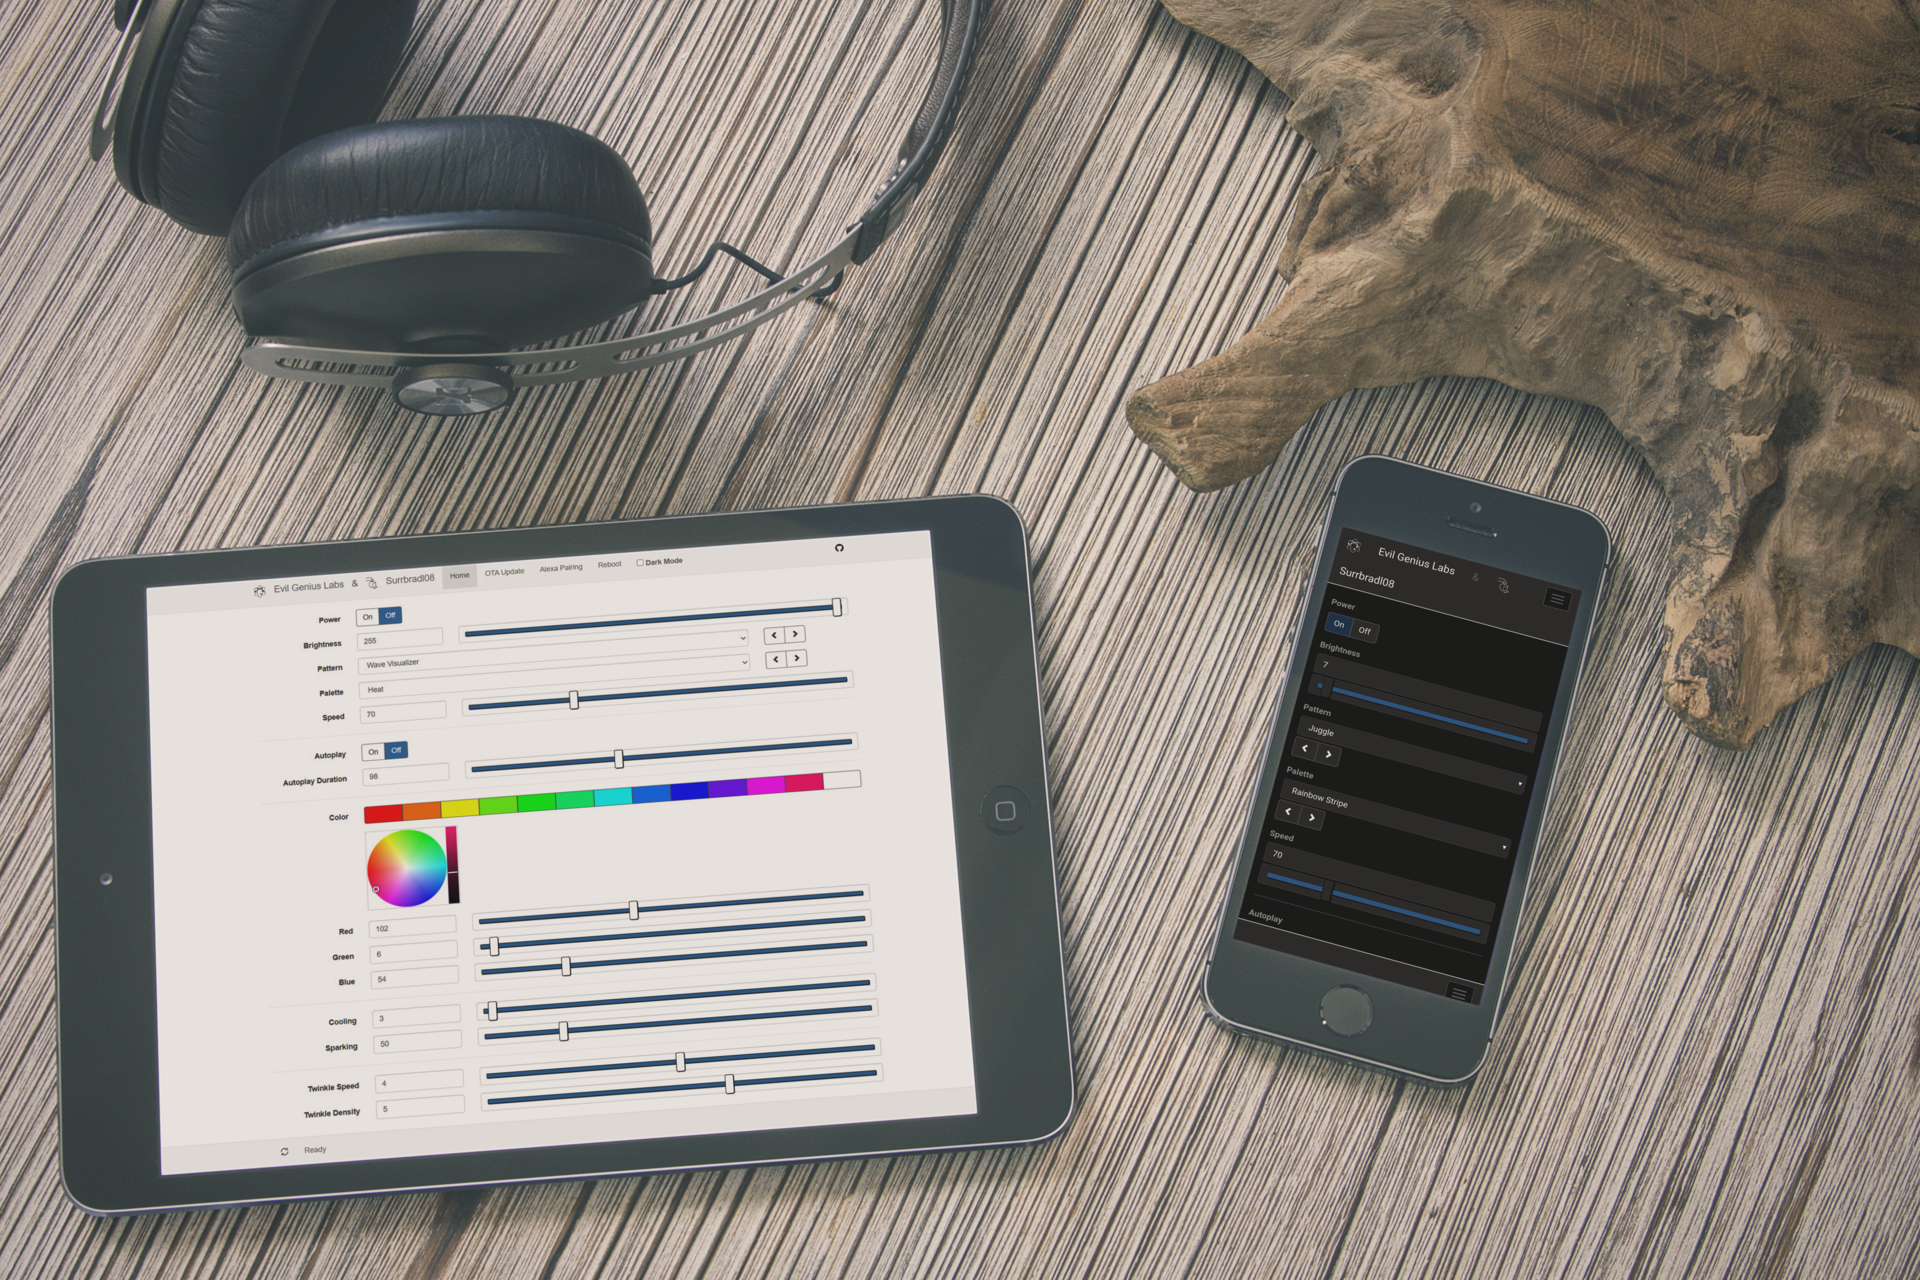 Evil Genius Labs & Surrbradl08 Home OTA Update Alexa Pairing Reboot Dark Mode
Power On Off
Brightness 255
Pattern Wave Visualizer
Palette Heat
Speed 70
Autoplay On Off
Autoplay Duration 98
Color
Red 102
Green 6
Blue 54
Cooling 3
Sparking 50
Twinkle Speed 4
Twinkle Density 5
Ready
Evil Genius Labs &
Surrbradl08
Power
On Off
Brightness
7
Pattern
Juggle
Palette
Rainbow Stripe
Speed
70
Autoplay